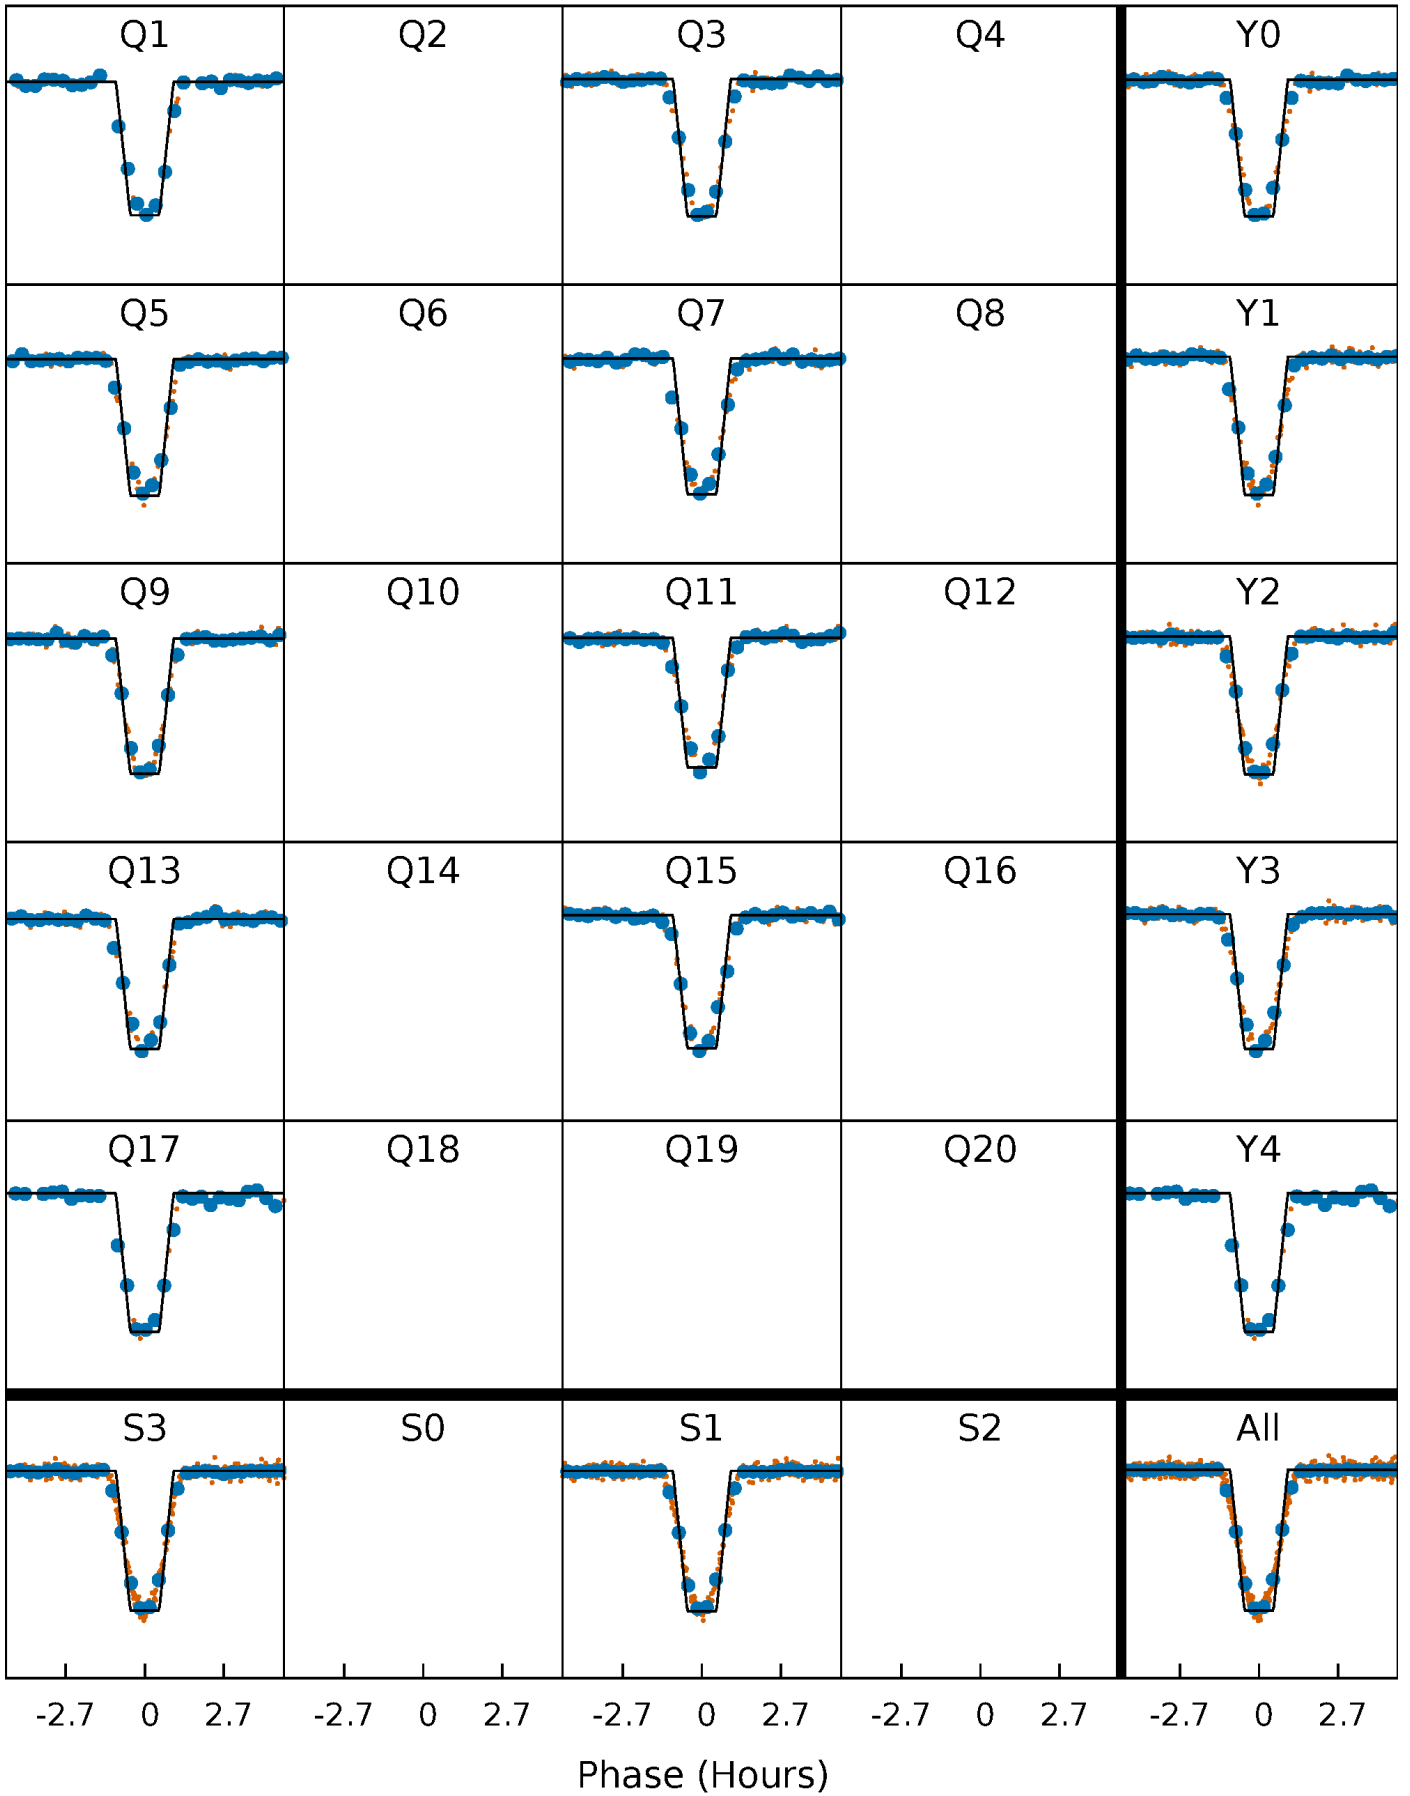 Q1 Q2 Q3 Q4 Y0
Q5 Q6 Q7 Q8 Y1
Q9 Q10 Q11 Q12 Y2
Q13 Q14 Q15 Q16 Y3
Q17 Q18 Q19 Q20 Y4
S3 S0 S1 S2 All
-2.7 0 2.7 -2.7 0 2.7 -2.7 0 2.7 -2.7 0 2.7 -2.7 0 2.7
Phase (Hours)